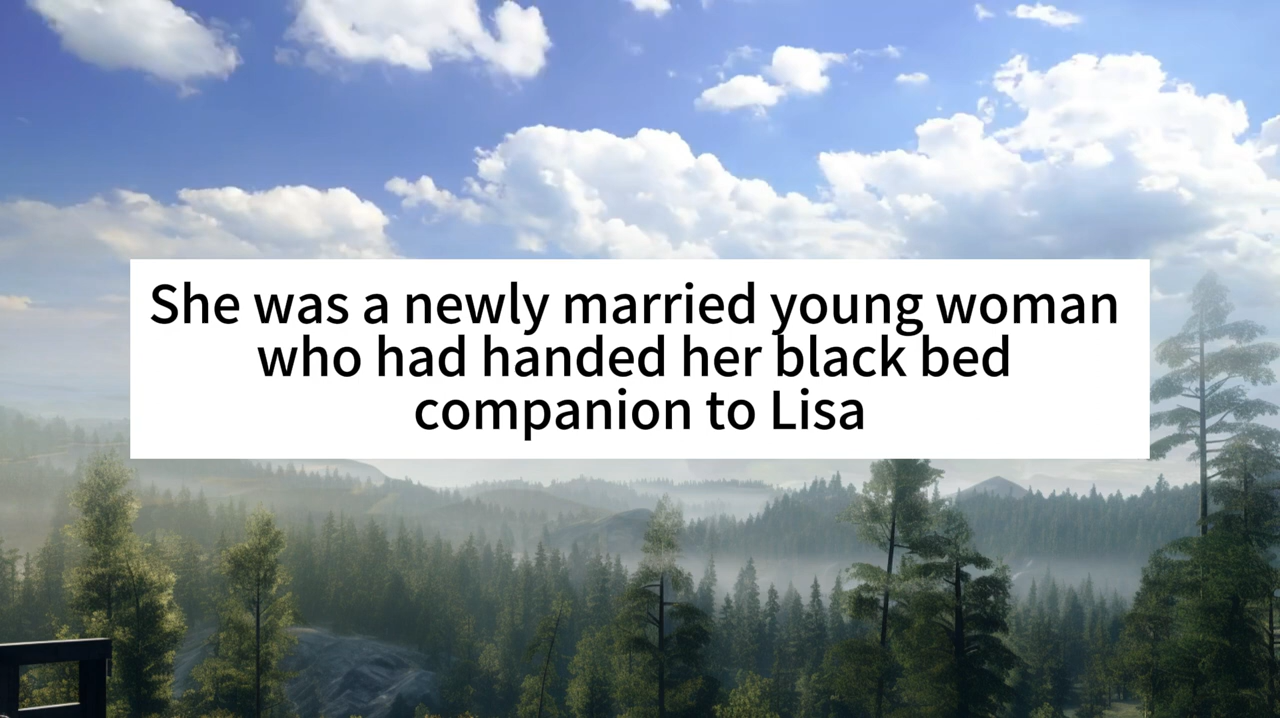 She was a newly married young woman
who had handed her black bed
companion to Lisa